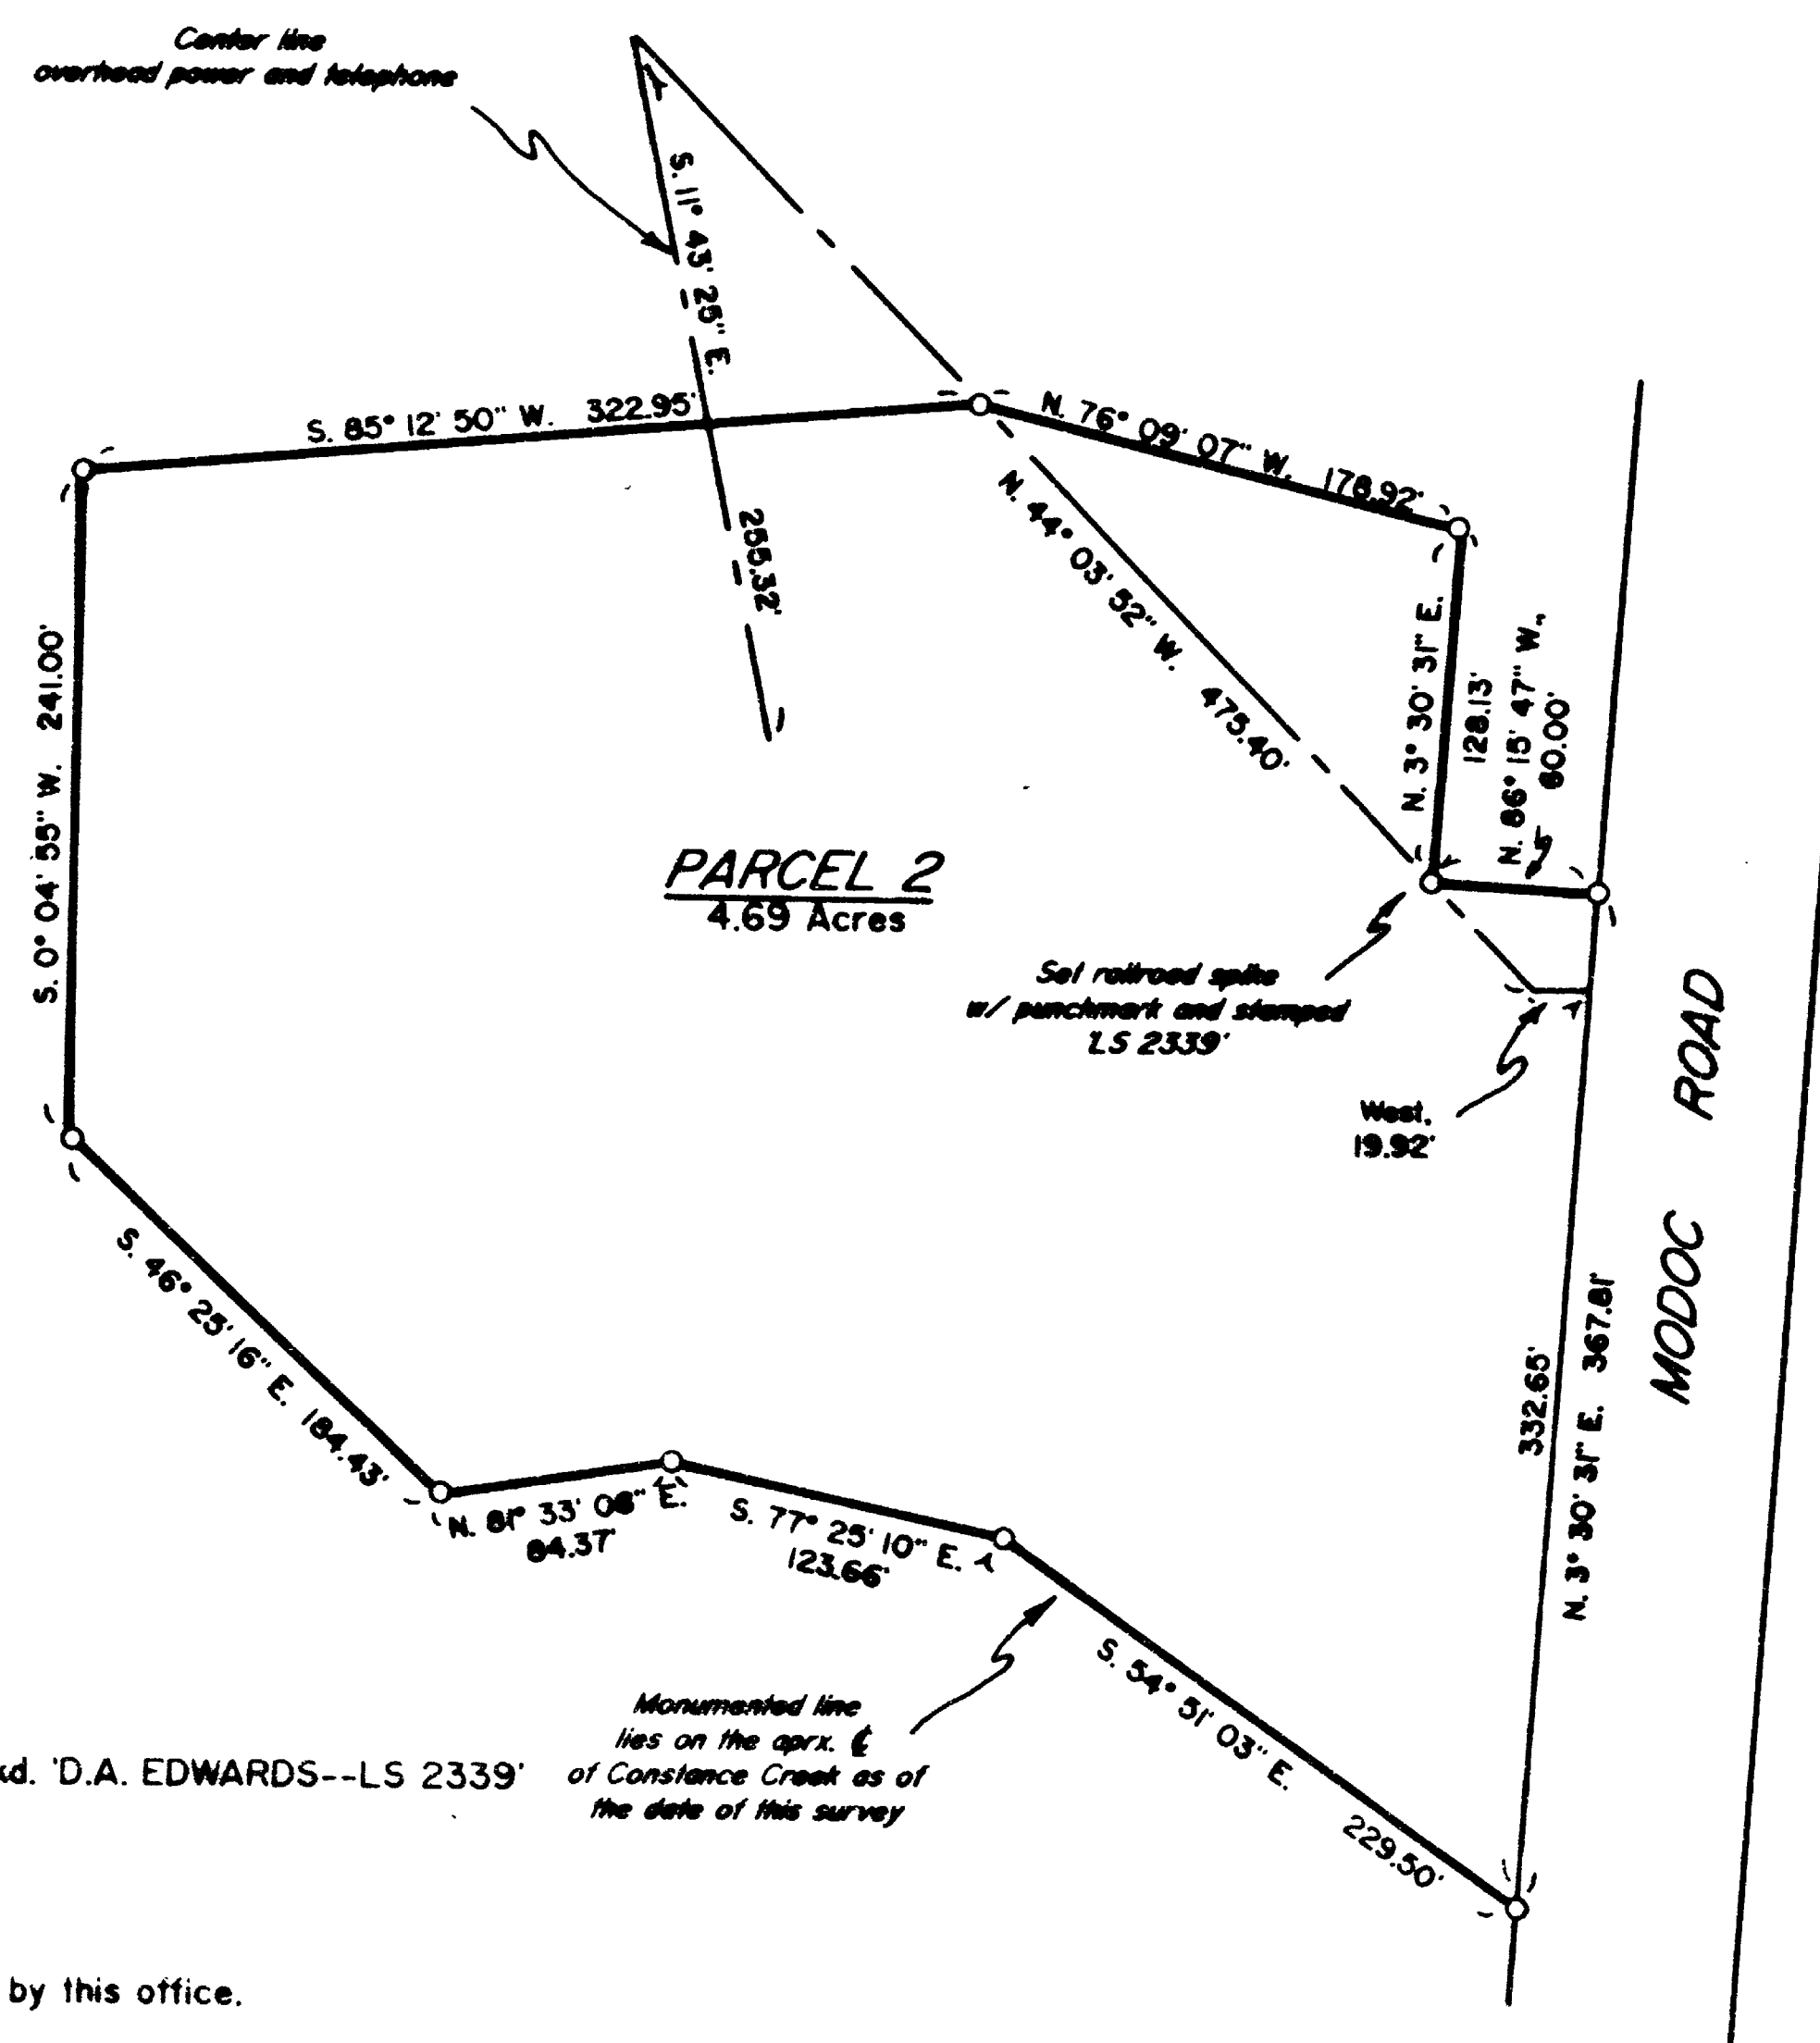 Center line
overhead power and telephone
S. 11° 43' 25" E.
255.32'
S. 85° 12' 50" W. 322.95'
N. 76° 09' 07" W. 178.92'
N. 44° 03' 52" W. 475.40'
N. 3° 30' 31" E.
128.13'
N. 86° 15' 47" W.,
60.00'
S. 0° 04' 55" W. 241.00'
PARCEL 2
4.69 Acres
Set railroad spike
w/ punchmark and stamped
'LS 2339'
West,
19.92'
MODOC ROAD
332.65'
N. 3° 30' 31" E. 367.81'
S. 46° 25' 16" E. 184.43'
N. 81° 33' 08" E.
84.37'
S. 77° 25' 10" E.
123.66'
S. 54° 51' 03" E. 229.50'
Monumented line
lies on the aprx. ℄
of Constance Creek as of
the date of this survey
kd. 'D.A. EDWARDS--LS 2339'
by this office.